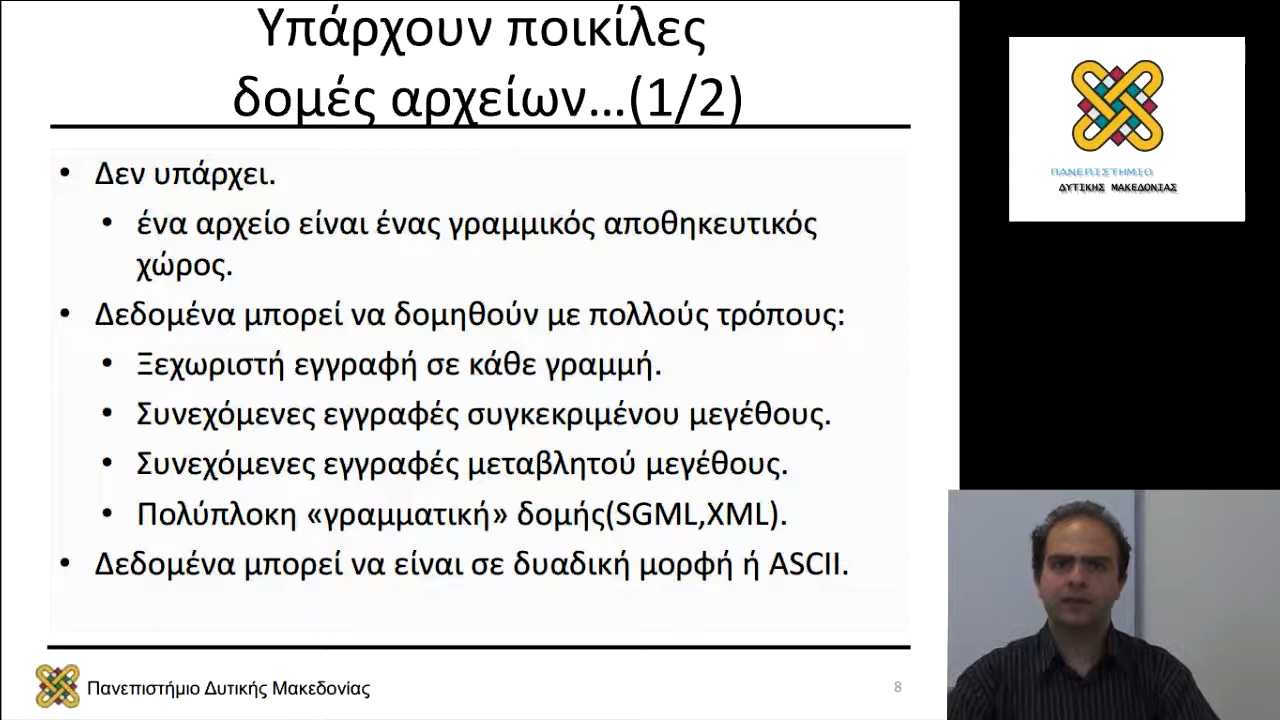 Υπάρχουν ποικίλες
δομές αρχείων...(1/2)
• Δεν υπάρχει.
• ένα αρχείο είναι ένας γραμμικός αποθηκευτικός
χώρος.
• Δεδομένα μπορεί να δομηθούν με πολλούς τρόπους:
• Ξεχωριστή εγγραφή σε κάθε γραμμή.
• Συνεχόμενες εγγραφές συγκεκριμένου μεγέθους.
• Συνεχόμενες εγγραφές μεταβλητού μεγέθους.
• Πολύπλοκη «γραμματική» δομής(SGML,XML).
• Δεδομένα μπορεί να είναι σε δυαδική μορφή ή ASCII.
Πανεπιστήμιο Δυτικής Μακεδονίας
8
ΠΑΝΕΠΙΣΤΗΜΙΟ
ΔΥΤΙΚΗΣ ΜΑΚΕΔΟΝΙΑΣ